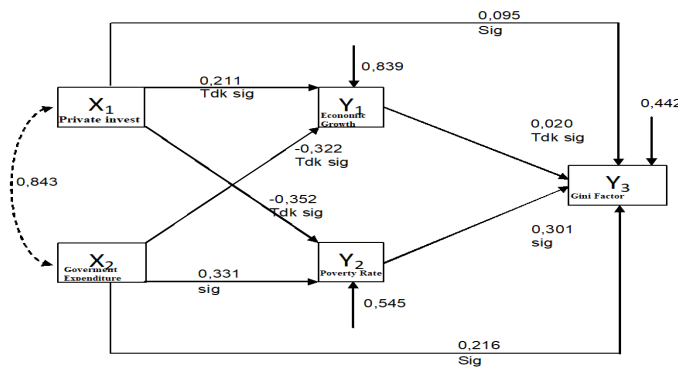 0,095
Sig
0,839
0,211
Tdk sig
X1
Private invest
Y1
Economic
Growth
0,442
0,020
Tdk sig
-0,322
Tdk sig
0,843
Y3
Gini Factor
-0,352
Tdk sig
0,301
sig
X2
Goverment
Expenditure
Y2
Poverty Rate
0,331
sig
0,545
0,216
Sig